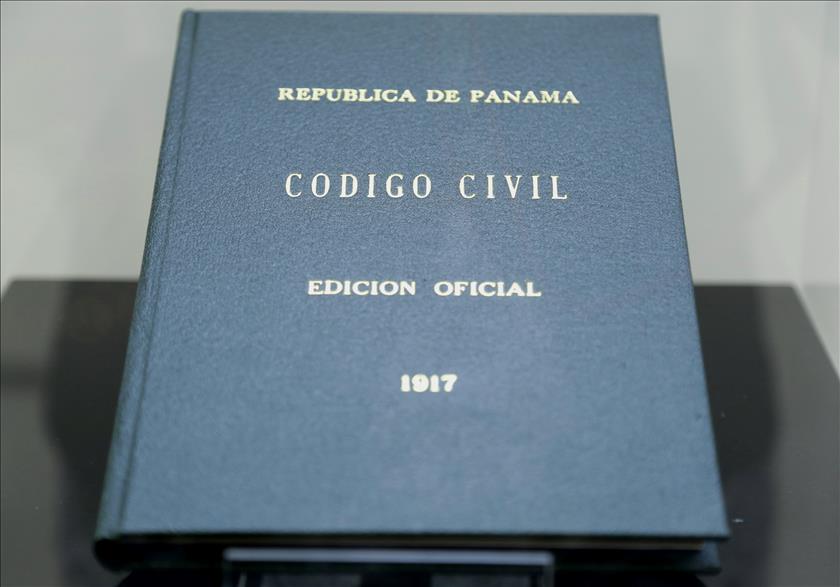 REPUBLICA DE PANAMA
CODIGO CIVIL
EDICION OFICIAL
1917